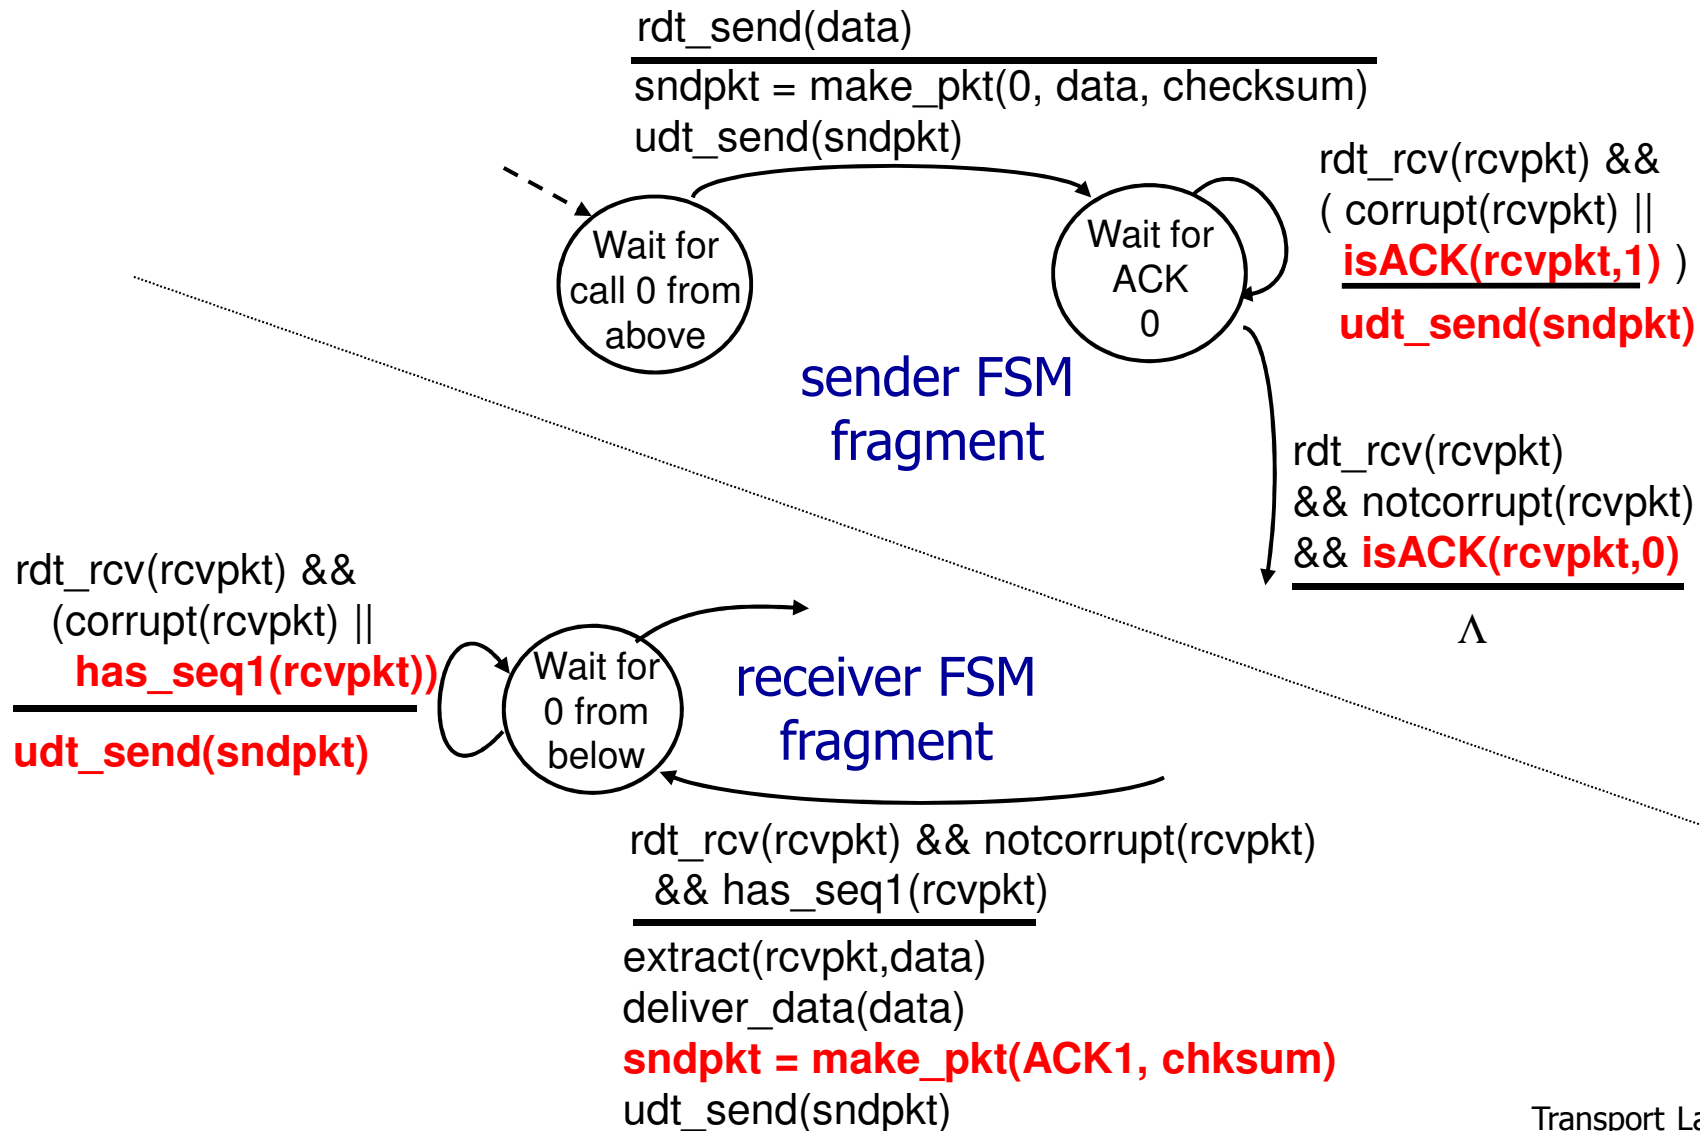 rdt_send(data)
sndpkt = make_pkt(0, data, checksum)
udt_send(sndpkt)
Wait for
call 0 from
above
Wait for
ACK
0
rdt_rcv(rcvpkt) &&
( corrupt(rcvpkt) ||
isACK(rcvpkt,1) )
udt_send(sndpkt)
sender FSM
fragment
rdt_rcv(rcvpkt)
&& notcorrupt(rcvpkt)
&& isACK(rcvpkt,0)
Λ
rdt_rcv(rcvpkt) &&
(corrupt(rcvpkt) ||
has_seq1(rcvpkt))
udt_send(sndpkt)
Wait for
0 from
below
receiver FSM
fragment
rdt_rcv(rcvpkt) && notcorrupt(rcvpkt)
&& has_seq1(rcvpkt)
extract(rcvpkt,data)
deliver_data(data)
sndpkt = make_pkt(ACK1, chksum)
udt_send(sndpkt)
Transport La